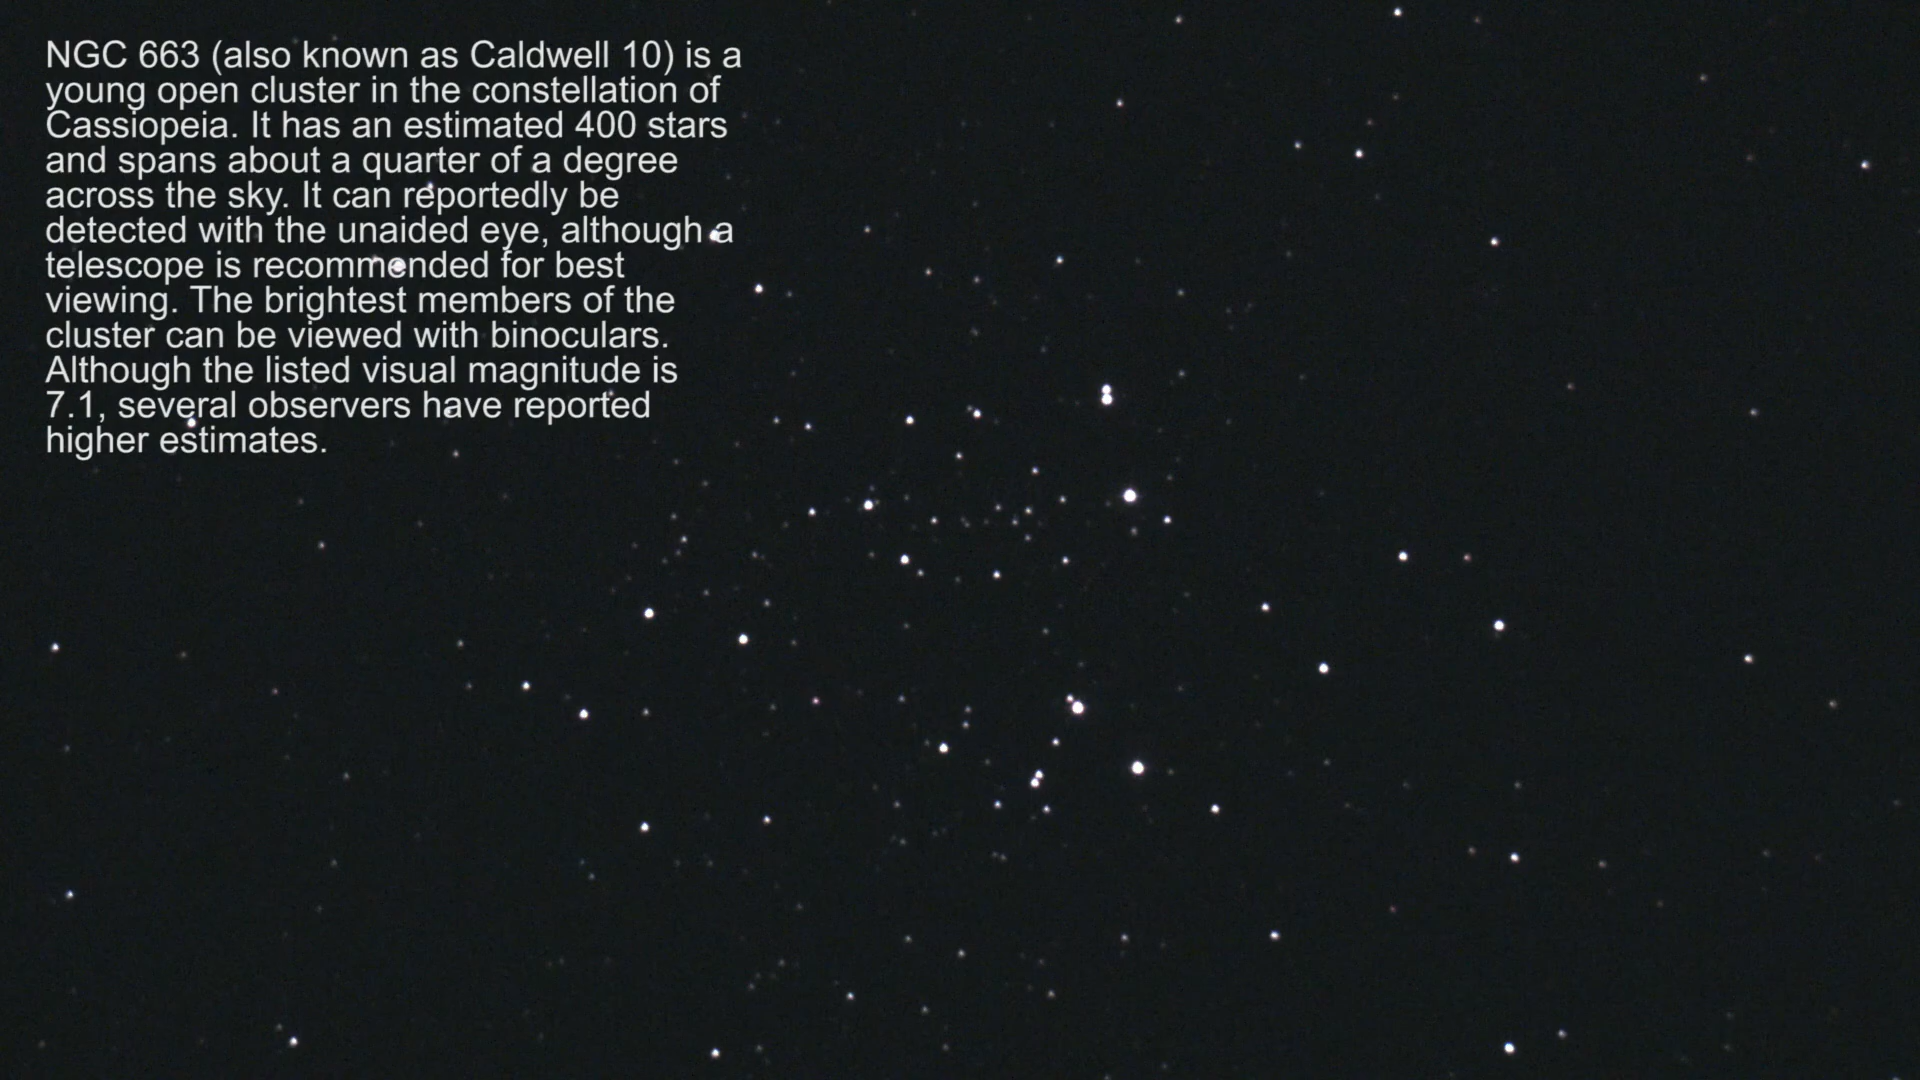 NGC 663 (also known as Caldwell 10) is a
young open cluster in the constellation of
Cassiopeia. It has an estimated 400 stars
and spans about a quarter of a degree
across the sky. It can reportedly be
detected with the unaided eye, although a
telescope is recommended for best
viewing. The brightest members of the
cluster can be viewed with binoculars.
Although the listed visual magnitude is
7.1, several observers have reported
higher estimates.